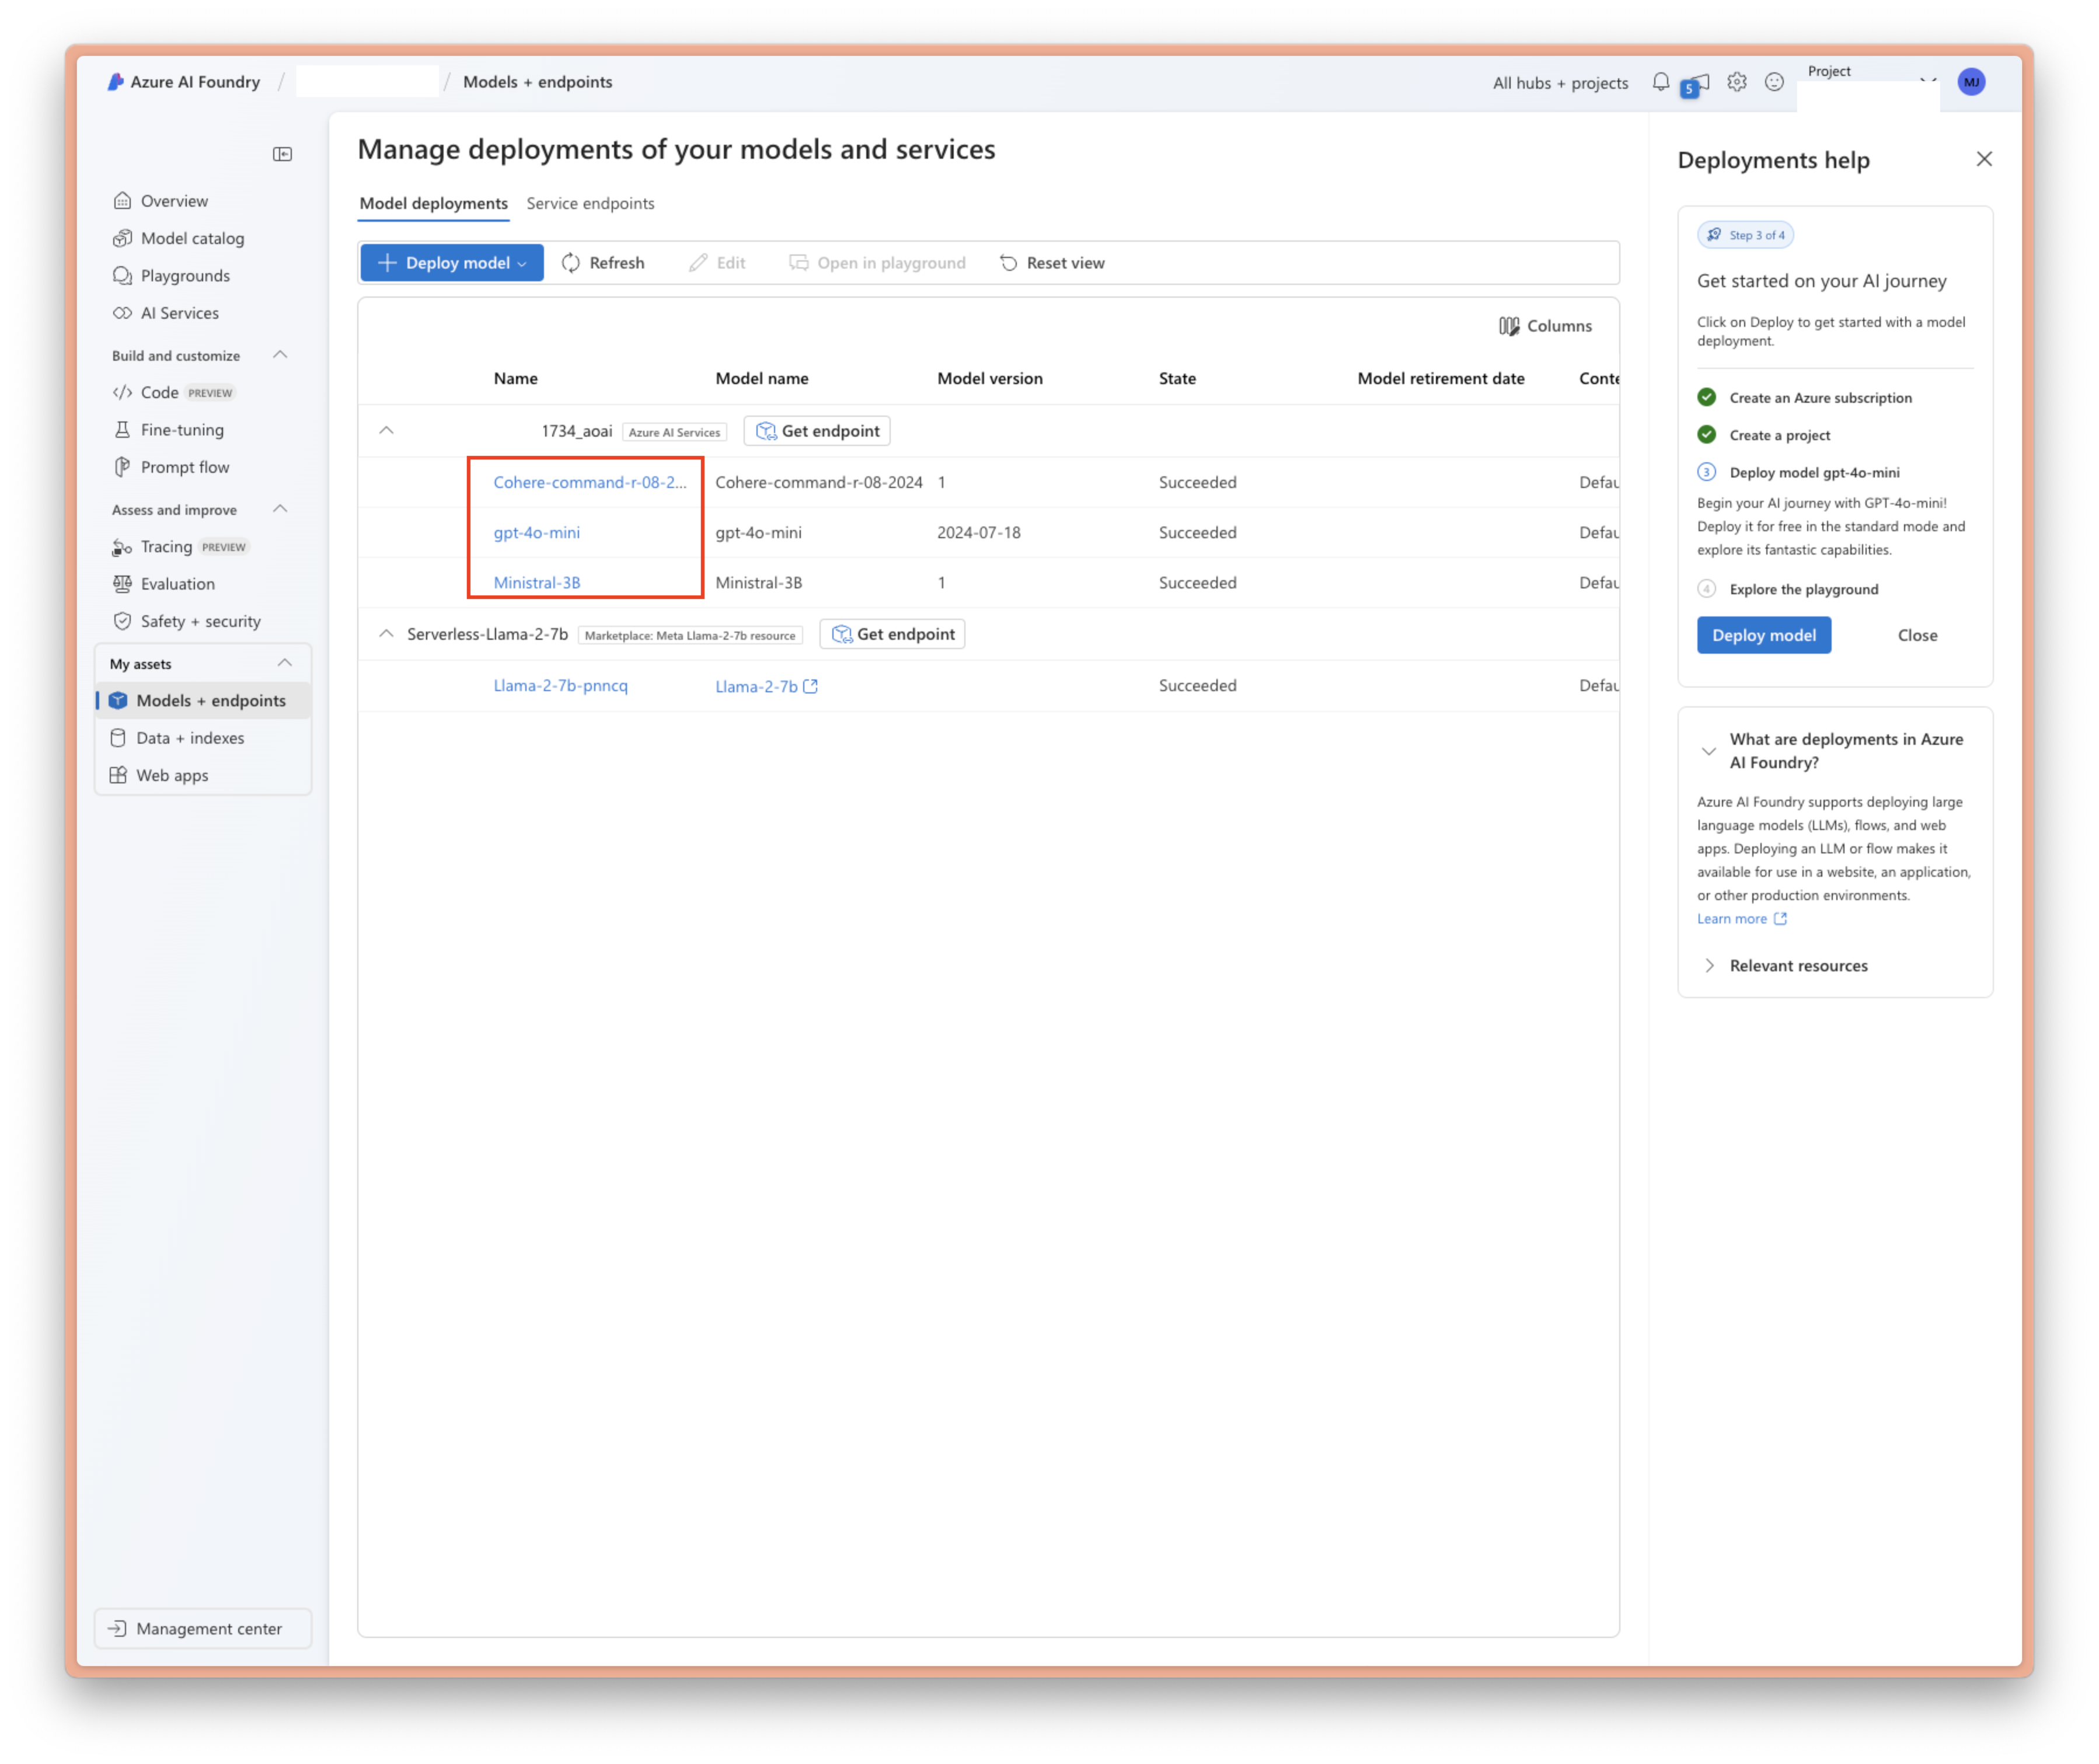 Azure AI Foundry / / Models + endpoints
All hubs + projects
5
Project
MJ
Overview
Model catalog
Playgrounds
AI Services
Build and customize
Code PREVIEW
Fine-tuning
Prompt flow
Assess and improve
Tracing PREVIEW
Evaluation
Safety + security
My assets
Models + endpoints
Data + indexes
Web apps
Management center
Manage deployments of your models and services
Model deployments Service endpoints
Deploy model Refresh Edit Open in playground Reset view
Columns
Name Model name Model version State Model retirement date Conte
1734_aoai Azure AI Services Get endpoint
Cohere-command-r-08-2... Cohere-command-r-08-2024 1 Succeeded Defau
gpt-4o-mini gpt-4o-mini 2024-07-18 Succeeded Defau
Ministral-3B Ministral-3B 1 Succeeded Defau
Serverless-Llama-2-7b Marketplace: Meta Llama-2-7b resource Get endpoint
Llama-2-7b-pnncq Llama-2-7b Succeeded Defau
Deployments help
Step 3 of 4
Get started on your AI journey
Click on Deploy to get started with a model
deployment.
Create an Azure subscription
Create a project
3 Deploy model gpt-4o-mini
Begin your AI journey with GPT-4o-mini!
Deploy it for free in the standard mode and
explore its fantastic capabilities.
4 Explore the playground
Deploy model Close
What are deployments in Azure
AI Foundry?
Azure AI Foundry supports deploying large
language models (LLMs), flows, and web
apps. Deploying an LLM or flow makes it
available for use in a website, an application,
or other production environments.
Learn more
Relevant resources